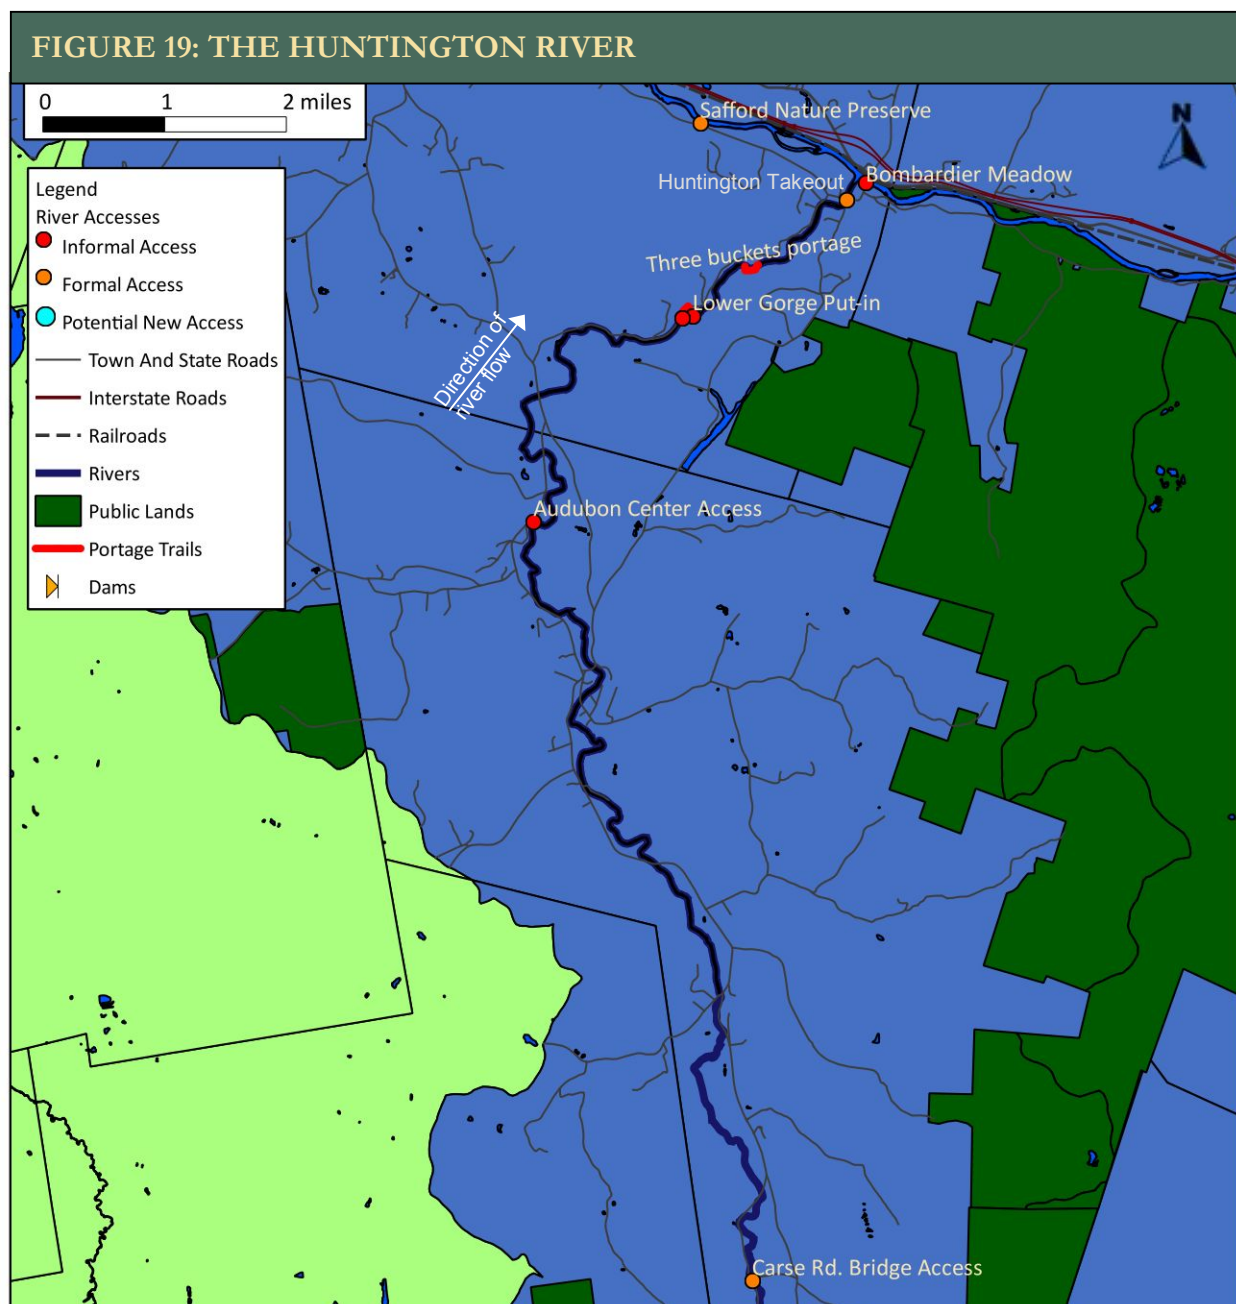 FIGURE 19: THE HUNTINGTON RIVER
0 1 2 miles
N
Legend
River Accesses
Informal Access
Formal Access
Potential New Access
Town And State Roads
Interstate Roads
Railroads
Rivers
Public Lands
Portage Trails
Dams
Safford Nature Preserve
Bombardier Meadow
Huntington Takeout
Three buckets portage
Lower Gorge Put-in
Direction of
river flow
Audubon Center Access
Carse Rd. Bridge Access